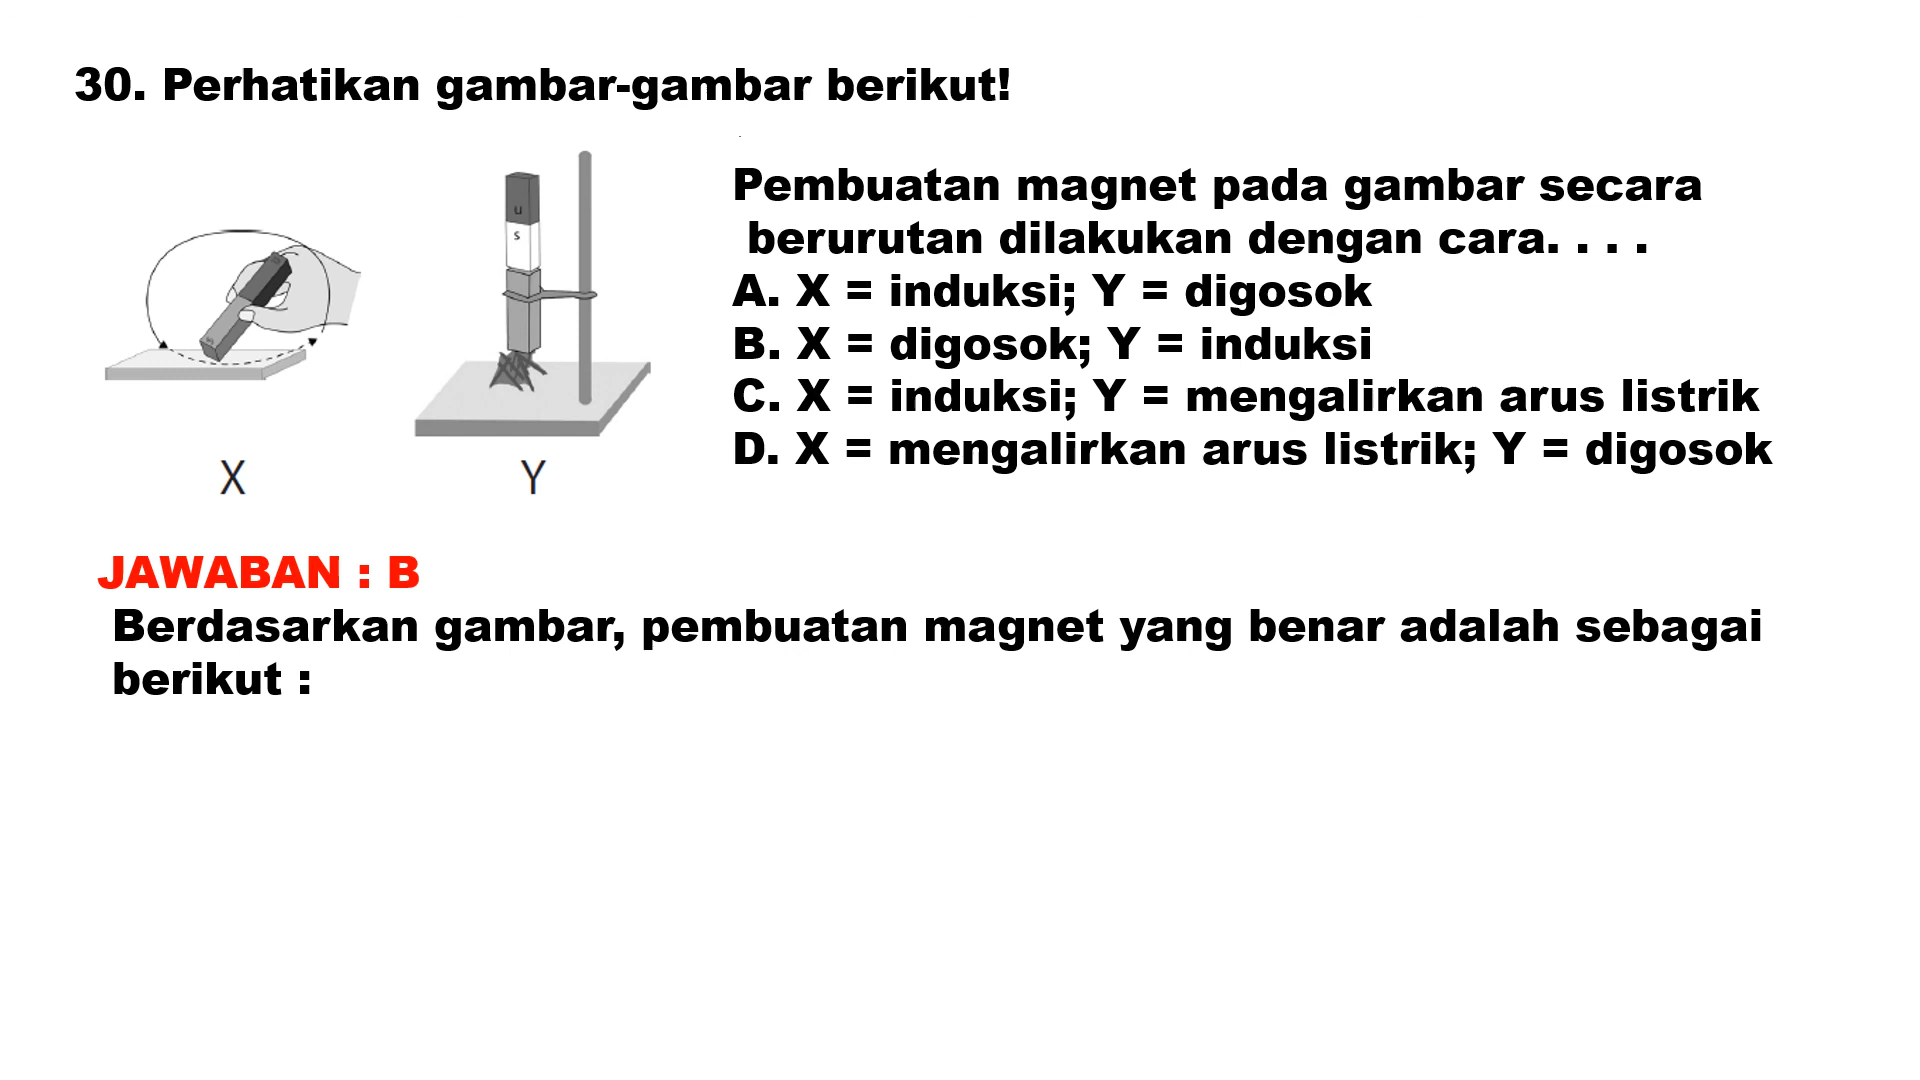 30. Perhatikan gambar-gambar berikut!
U
S
X
Y
Pembuatan magnet pada gambar secara
berurutan dilakukan dengan cara. . . .
A. X = induksi; Y = digosok
B. X = digosok; Y = induksi
C. X = induksi; Y = mengalirkan arus listrik
D. X = mengalirkan arus listrik; Y = digosok
JAWABAN : B
Berdasarkan gambar, pembuatan magnet yang benar adalah sebagai
berikut :